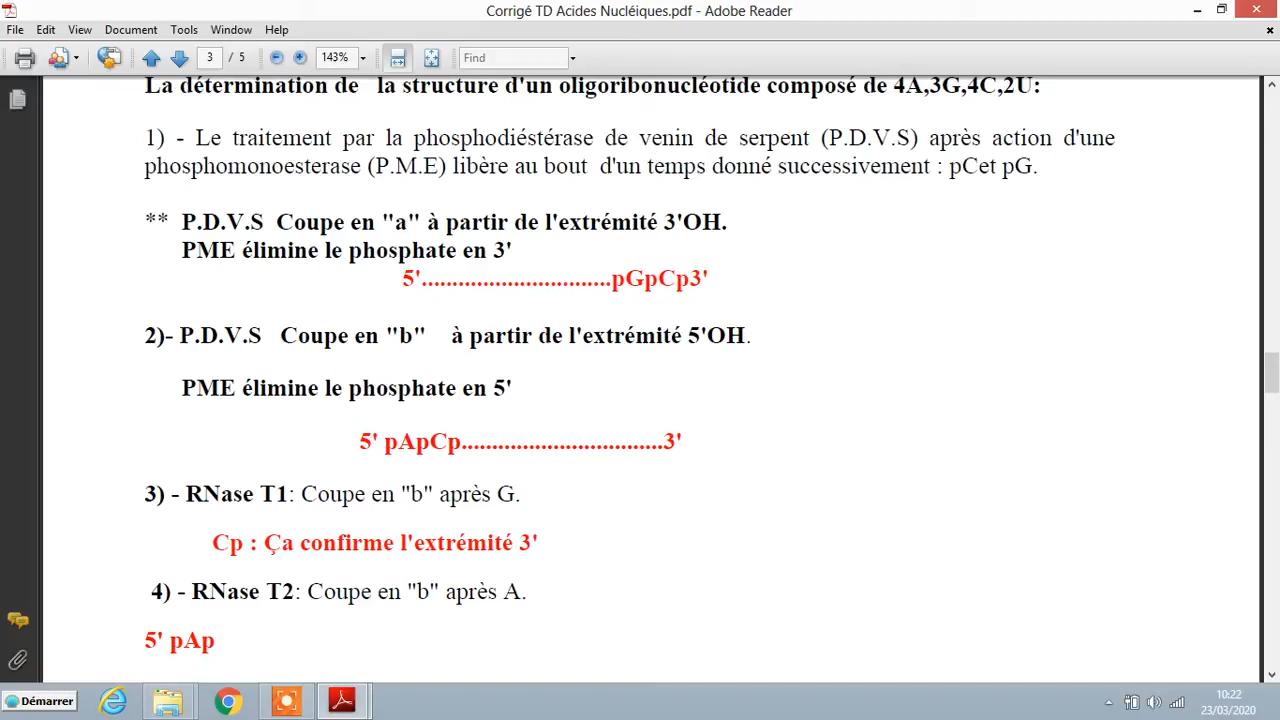 Corrigé TD Acides Nucléiques.pdf - Adobe Reader
File Edit View Document Tools Window Help
3 / 5 143% Find
La détermination de la structure d'un oligoribonucléotide composé de 4A,3G,4C,2U:
1) - Le traitement par la phosphodiéstérase de venin de serpent (P.D.V.S) après action d'une
phosphomonoesterase (P.M.E) libère au bout d'un temps donné successivement : pCet pG.
** P.D.V.S Coupe en "a" à partir de l'extrémité 3'OH.
PME élimine le phosphate en 3'
5'...............................pGpCp3'
2)- P.D.V.S Coupe en "b" à partir de l'extrémité 5'OH.
PME élimine le phosphate en 5'
5' pApCp.................................3'
3) - RNase T1: Coupe en "b" après G.
Cp : Ça confirme l'extrémité 3'
4) - RNase T2: Coupe en "b" après A.
5' pAp
Démarrer
10:22
23/03/2020